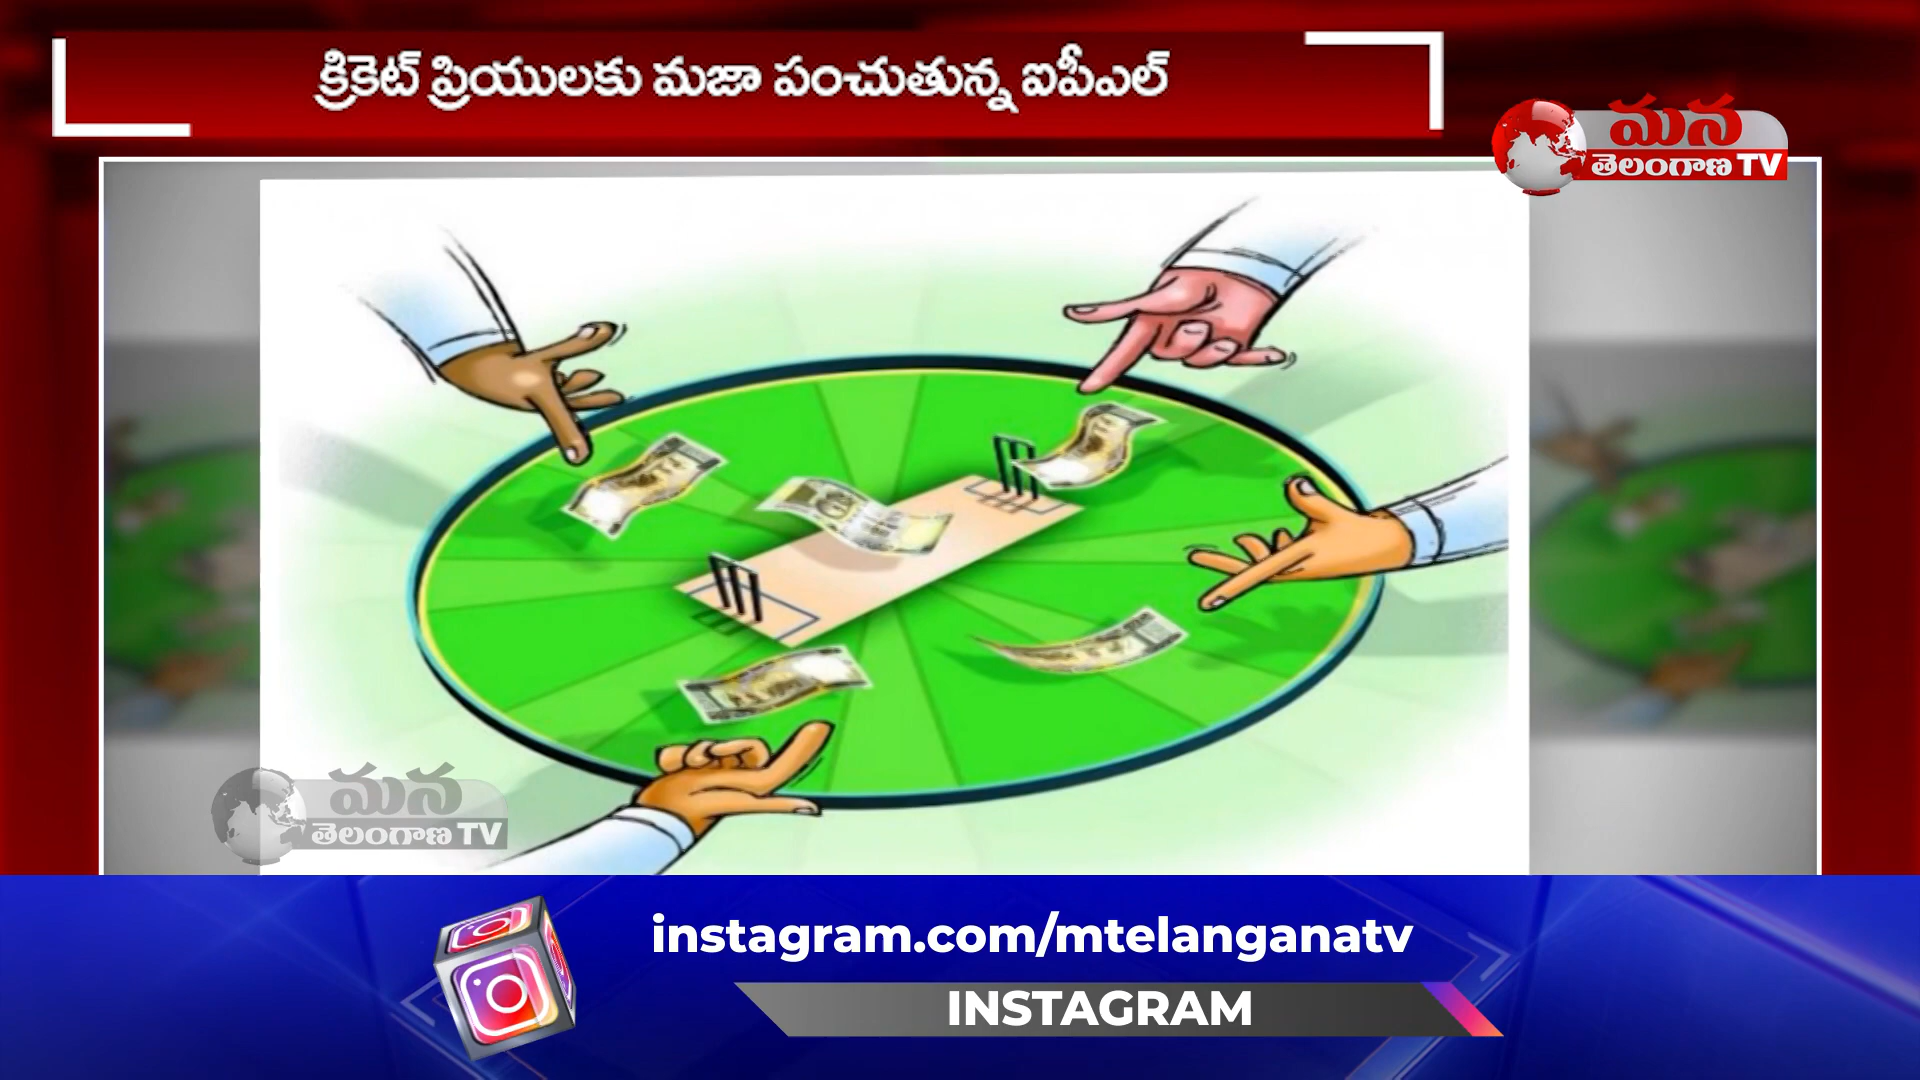 క్రికెట్ ప్రియులకు మజా పంచుతున్న ఐపీఎల్
మన
తెలంగాణ TV
మన
తెలంగాణ TV
instagram.com/mtelanganatv
INSTAGRAM